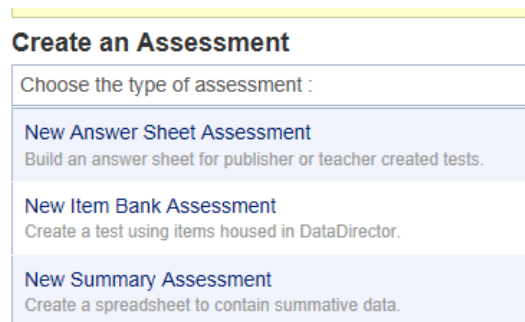 Create an Assessment
Choose the type of assessment :
New Answer Sheet Assessment
Build an answer sheet for publisher or teacher created tests.
New Item Bank Assessment
Create a test using items housed in DataDirector.
New Summary Assessment
Create a spreadsheet to contain summative data.